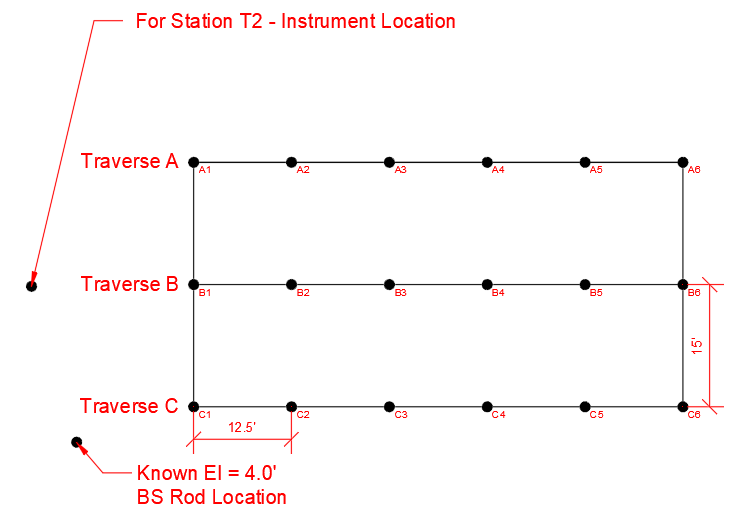 For Station T2 - Instrument Location
Traverse A
A1 A2 A3 A4 A5 A6
Traverse B
B1 B2 B3 B4 B5 B6
15'
Traverse C
C1 C2 C3 C4 C5 C6
12.5'
Known El = 4.0'
BS Rod Location